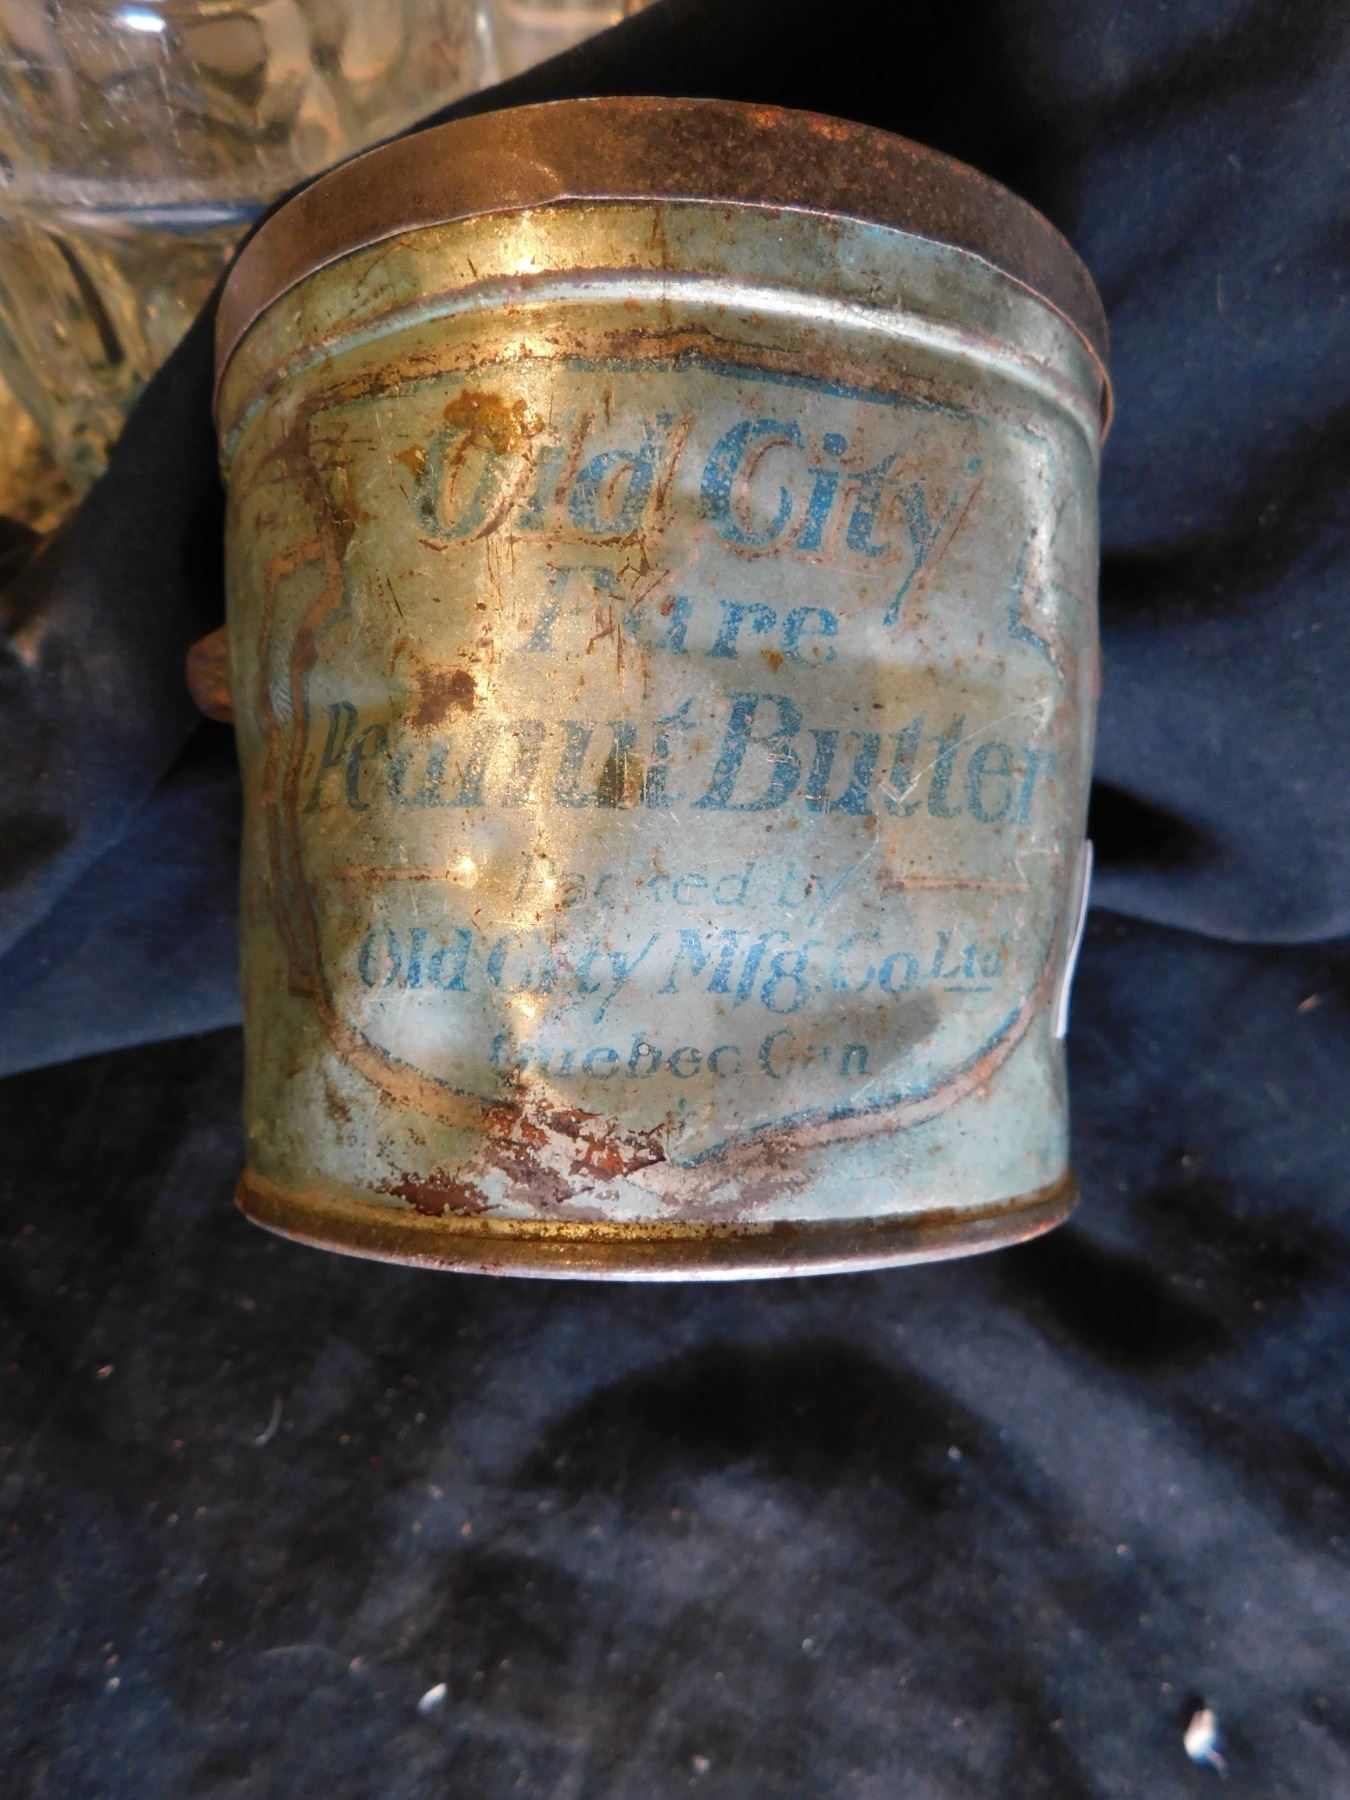 Old City
Pure
Peanut Butter
Packed by
Old City Mfg. Co. Ltd
Quebec Can